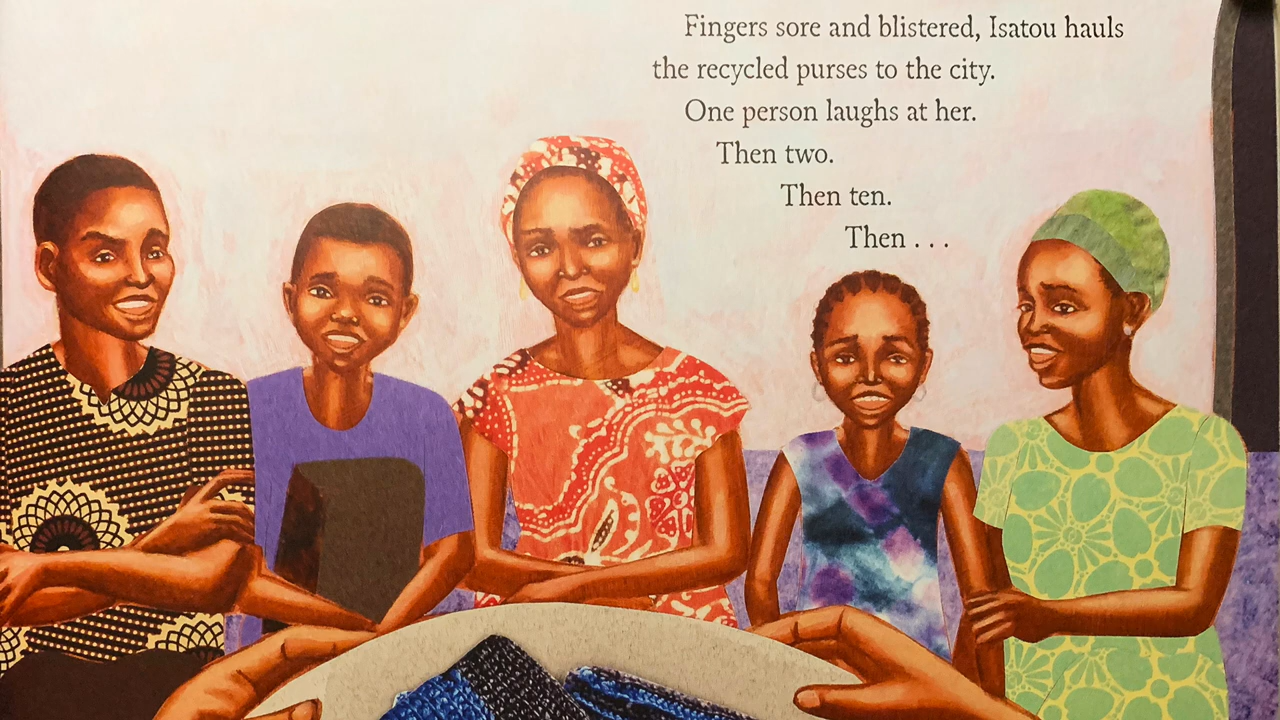 Fingers sore and blistered, Isatou hauls
the recycled purses to the city.
One person laughs at her.
Then two.
Then ten.
Then . . .